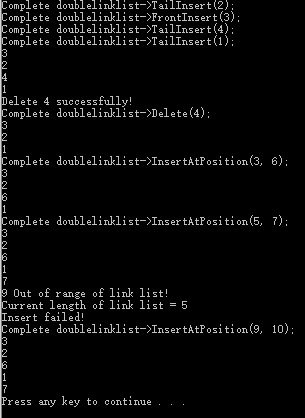 Complete doublelinklist->TailInsert(2);
Complete doublelinklist->FrontInsert(3);
Complete doublelinklist->TailInsert(4);
Complete doublelinklist->TailInsert(1);
3
2
4
1
Delete 4 successfully!
Complete doublelinklist->Delete(4);
3
2
1
Complete doublelinklist->InsertAtPosition(3, 6);
3
2
6
1
Complete doublelinklist->InsertAtPosition(5, 7);
3
2
6
1
7
9 Out of range of link list!
Current length of link list = 5
Insert failed!
Complete doublelinklist->InsertAtPosition(9, 10);
3
2
6
1
7
Press any key to continue . . .